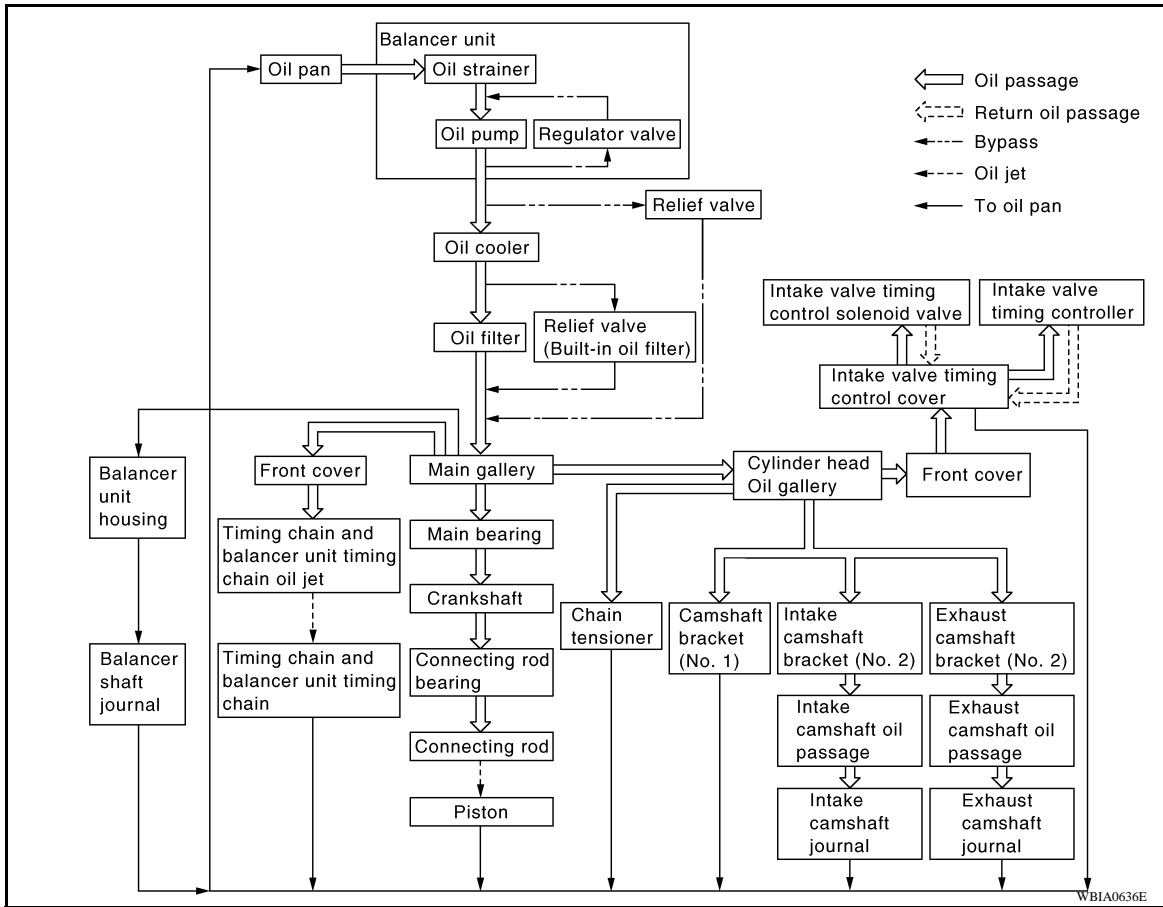 Balancer unit
Oil pan
Oil strainer
Oil pump
Regulator valve
Oil passage
Return oil passage
Bypass
Oil jet
To oil pan
Relief valve
Oil cooler
Oil filter
Relief valve
(Built-in oil filter)
Intake valve timing
control solenoid valve
Intake valve
timing controller
Intake valve timing
control cover
Balancer
unit
housing
Front cover
Main gallery
Cylinder head
Oil gallery
Front cover
Timing chain and
balancer unit timing
chain oil jet
Main bearing
Crankshaft
Chain
tensioner
Camshaft
bracket
(No. 1)
Intake
camshaft
bracket (No. 2)
Exhaust
camshaft
bracket (No. 2)
Balancer
shaft
journal
Timing chain and
balancer unit timing
chain
Connecting rod
bearing
Intake
camshaft oil
passage
Exhaust
camshaft oil
passage
Connecting rod
Piston
Intake
camshaft
journal
Exhaust
camshaft
journal
WBIA0636E